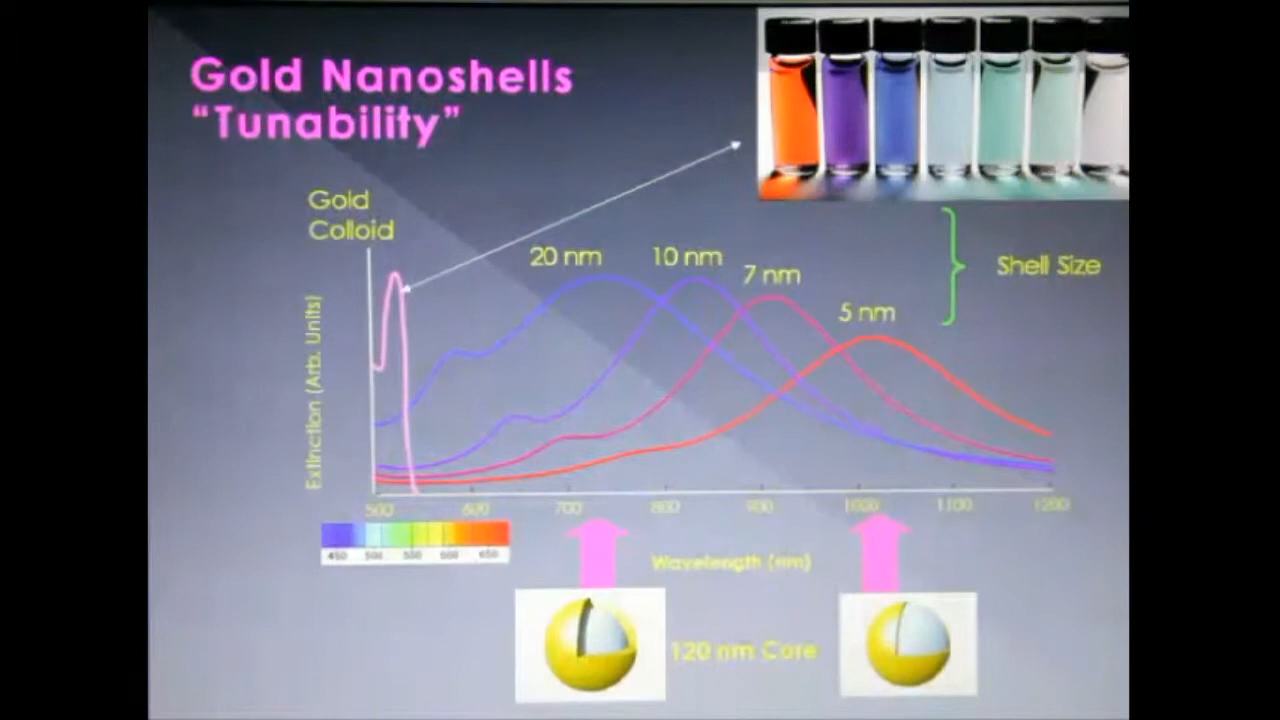 Gold Nanoshells
“Tunability”
Gold
Colloid
20 nm
10 nm
7 nm
5 nm
Shell Size
Extinction (Arb. Units)
500 600 700 800 900 1000 1100 1200
450 500 550 600 650
Wavelength (nm)
120 nm Core